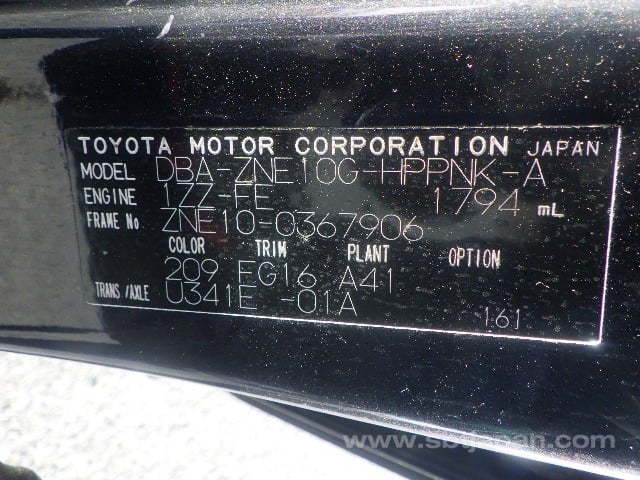 TOYOTA MOTOR CORPORATION JAPAN
MODEL DBA-ZNE10G-HPPNK-A
ENGINE 1ZZ-FE 1794 mL
FRAME No ZNE10-0367906
COLOR TRIM PLANT OPTION
209 FG16 A41
TRANS/AXLE U341E -01A
161
www.sbtjapan.com